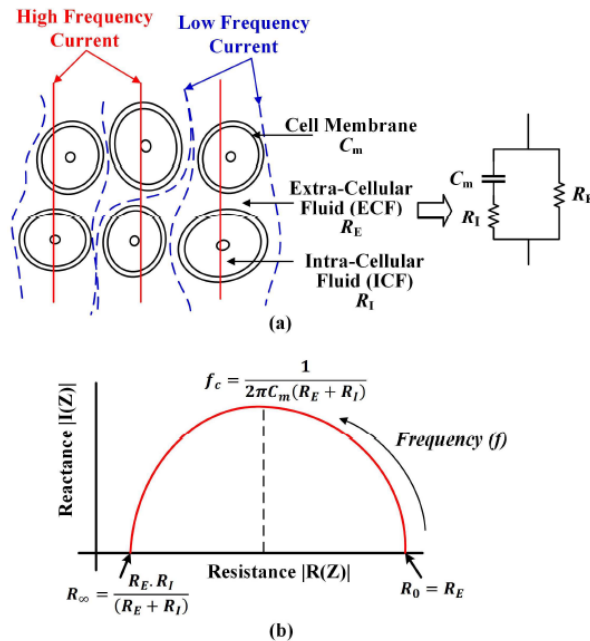 High Frequency
Current
Low Frequency
Current
Cell Membrane
Cm
Extra-Cellular
Fluid (ECF)
RE
Intra-Cellular
Fluid (ICF)
RI
Cm
RI
RE
(a)
Reactance |I(Z)|
fc = 1 / 2πCm(RE + RI)
Frequency (f)
Resistance |R(Z)|
R∞ = RE. RI / (RE + RI)
R0 = RE
(b)